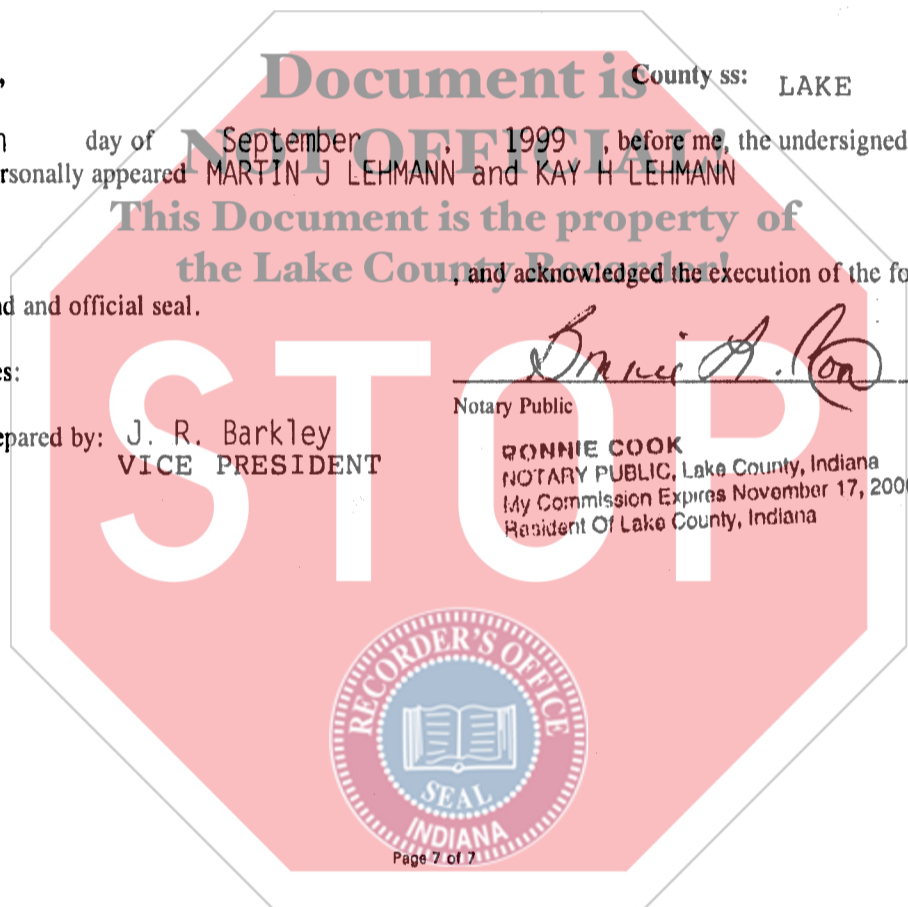 Document is
County ss: LAKE
NOT OFFICIAL!
day of September , 1999 , before me, the undersigned
rsonally appeared MARTIN J LEHMANN and KAY H LEHMANN
This Document is the property of
the Lake County Recorder!
, and acknowledged the execution of the fo
nd and official seal.
es:
Notary Public
epared by: J. R. Barkley
VICE PRESIDENT
RONNIE COOK
NOTARY PUBLIC, Lake County, Indiana
My Commission Expires November 17, 200
Resident Of Lake County, Indiana
STOP
RECORDER'S OFFICE
SEAL
INDIANA
Page 7 of 7